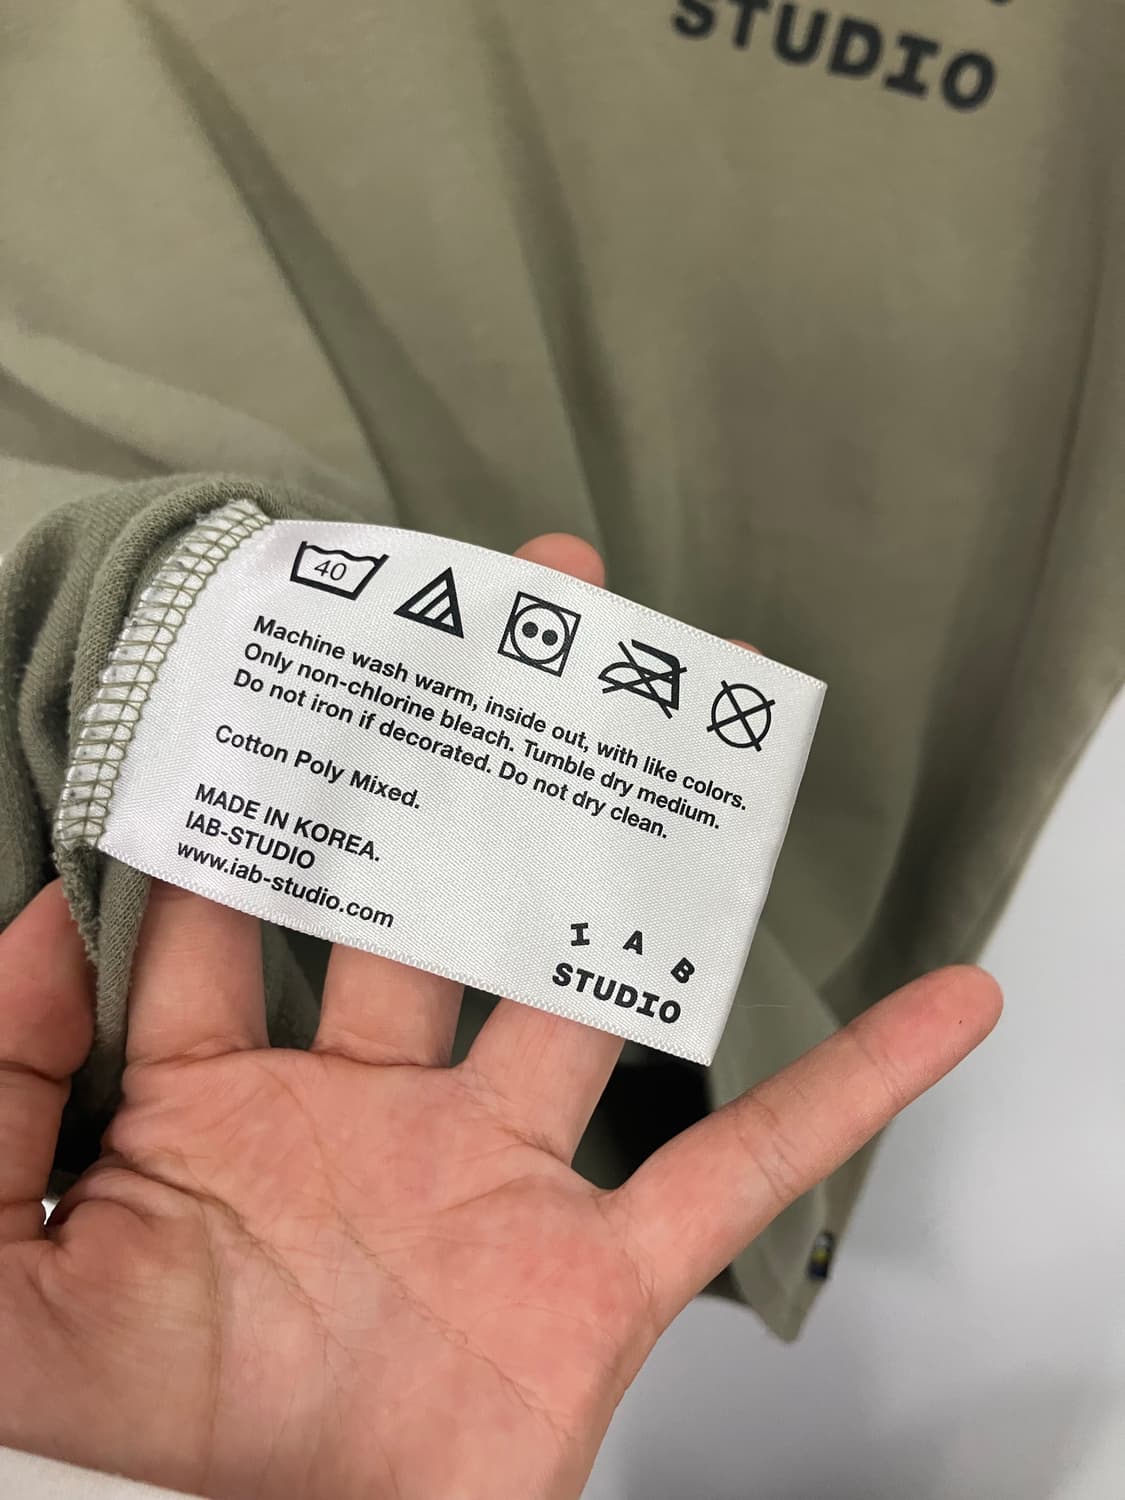 STUDIO
40
Machine wash warm, inside out, with like colors.
Only non-chlorine bleach. Tumble dry medium.
Do not iron if decorated. Do not dry clean.
Cotton Poly Mixed.
MADE IN KOREA.
IAB-STUDIO
www.iab-studio.com
I A B
STUDIO